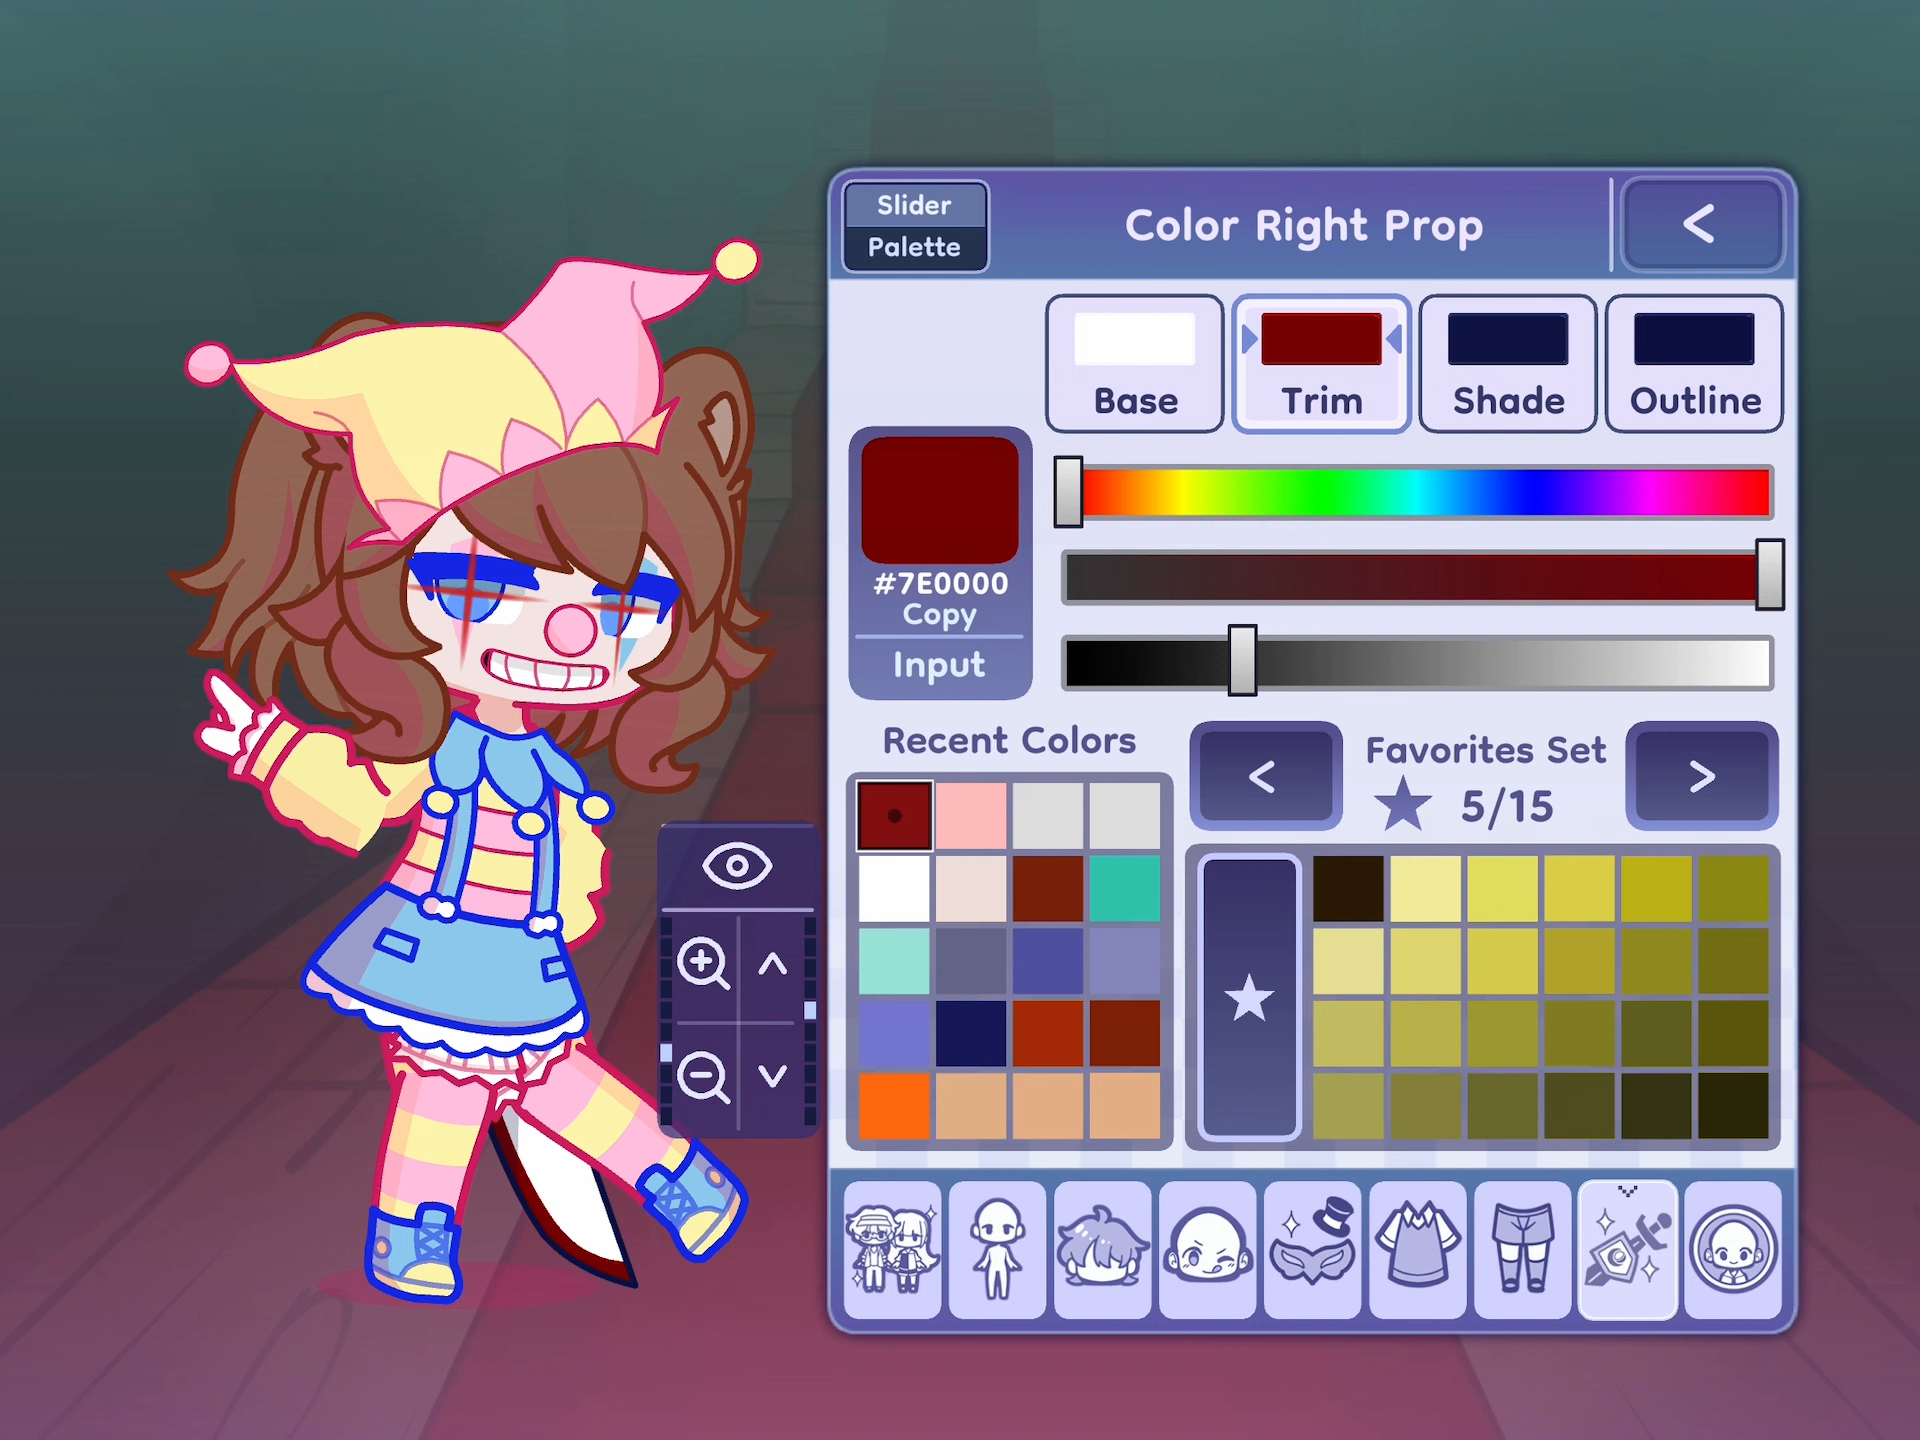 Slider
Palette
Color Right Prop
Base
Trim
Shade
Outline
#7E0000
Copy
Input
Recent Colors
Favorites Set
5/15